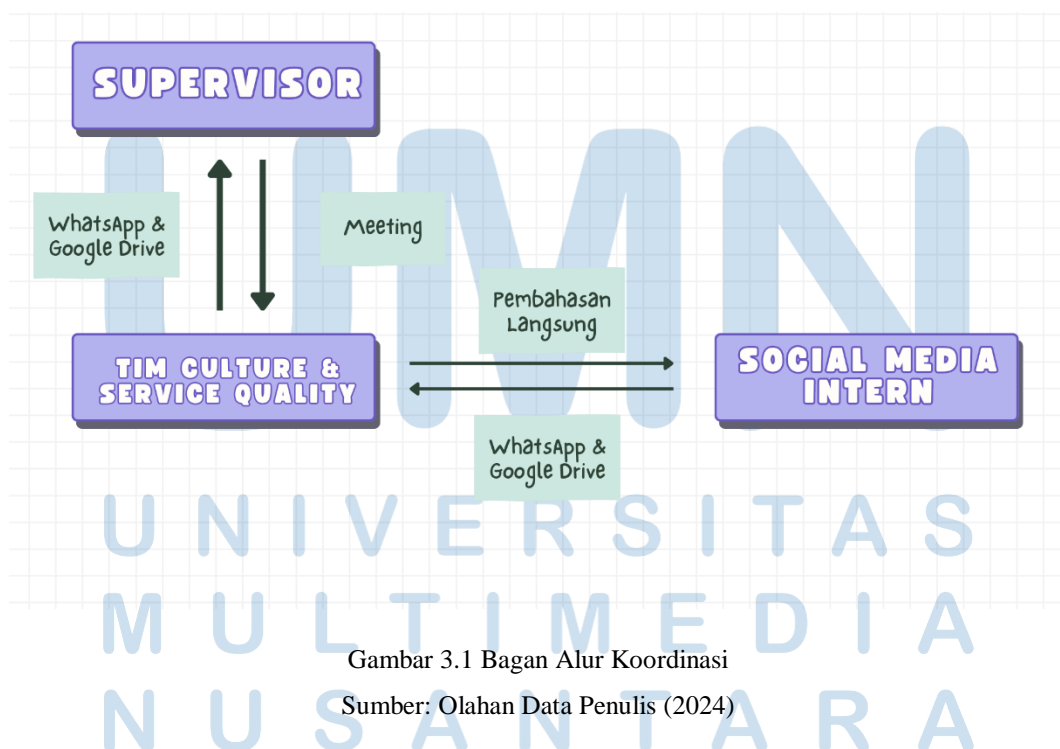 SUPERVISOR
WhatsApp &
Google Drive
Meeting
Pembahasan
Langsung
TIM CULTURE &
SERVICE QUALITY
SOCIAL MEDIA
INTERN
WhatsApp &
Google Drive
UMN
UNIVERSITAS
MULTIMEDIA
Gambar 3.1 Bagan Alur Koordinasi
Sumber: Olahan Data Penulis (2024)
NUSANTARA